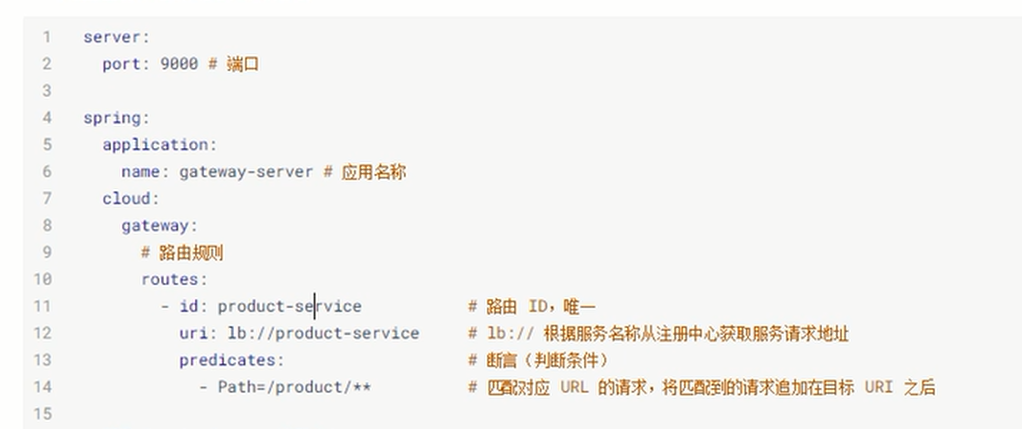 1 server:
2 port: 9000 # 端口
3
4 spring:
5 application:
6 name: gateway-server # 应用名称
7 cloud:
8 gateway:
9 # 路由规则
10 routes:
11 - id: product-service # 路由 ID，唯一
12 uri: lb://product-service # lb:// 根据服务名称从注册中心获取服务请求地址
13 predicates: # 断言（判断条件）
14 - Path=/product/** # 匹配对应 URL 的请求，将匹配到的请求追加在目标 URI 之后
15